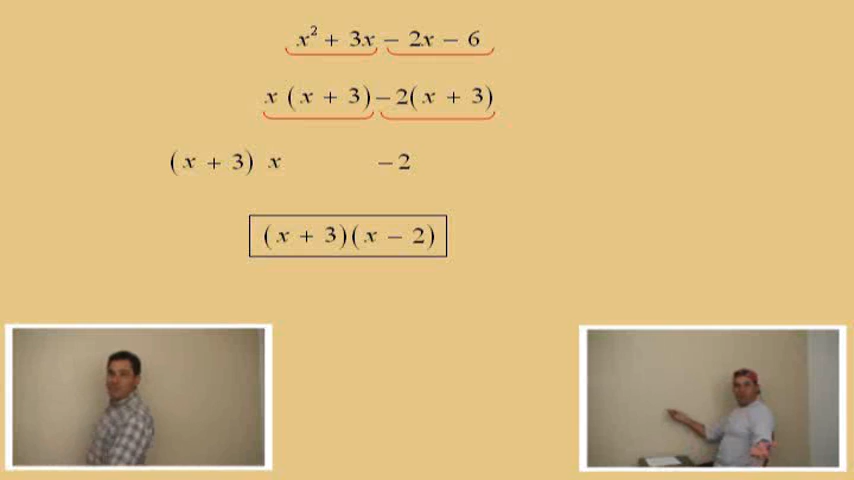 x² + 3x − 2x − 6
x (x + 3) − 2(x + 3)
(x + 3) x − 2
(x + 3)(x − 2)